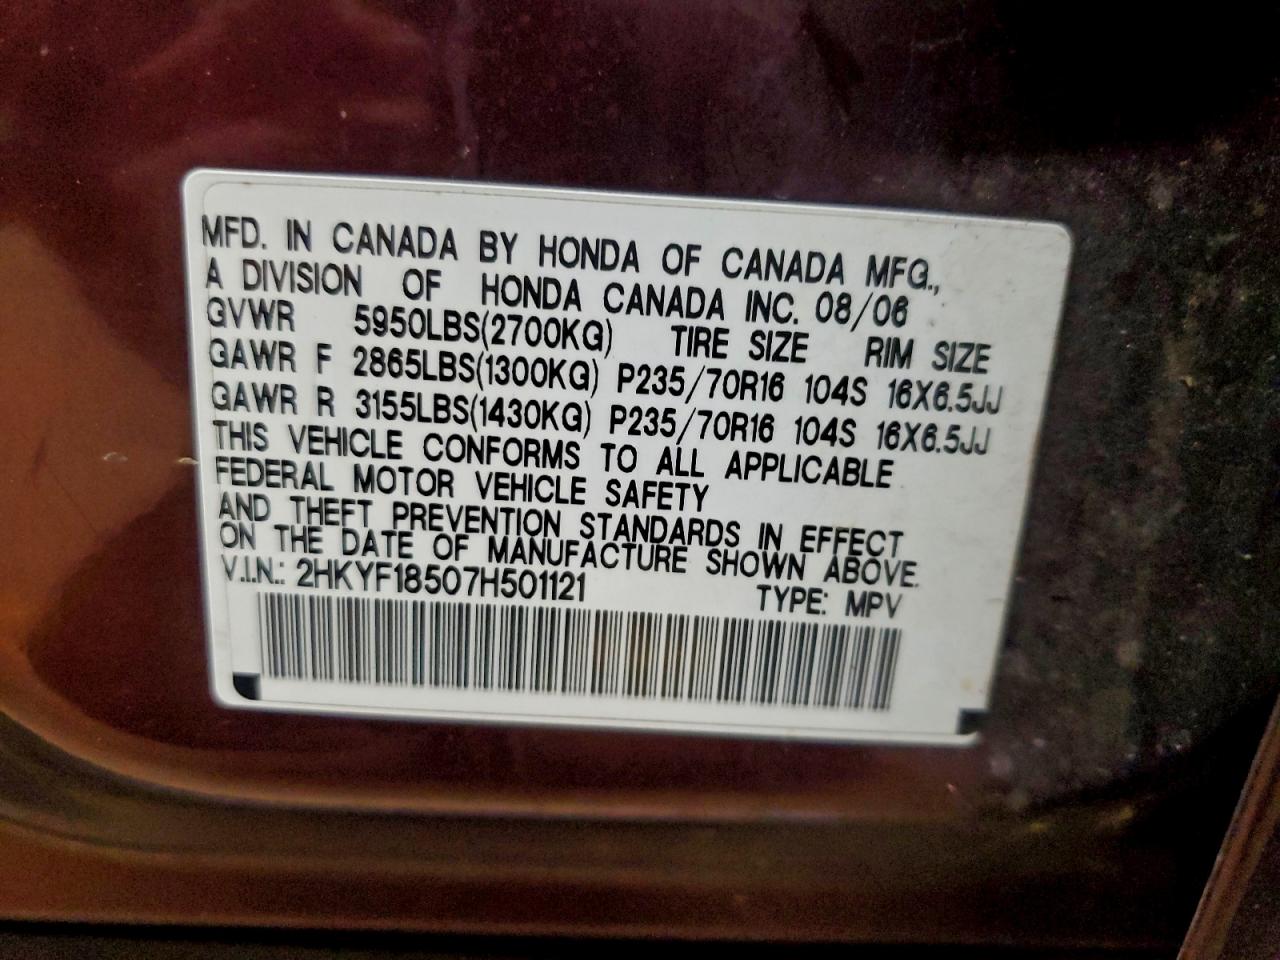 MFD. IN CANADA BY HONDA OF CANADA MFG.,
A DIVISION OF HONDA CANADA INC. 08/06
GVWR 5950LBS(2700KG) TIRE SIZE RIM SIZE
GAWR F 2865LBS(1300KG) P235/70R16 104S 16X6.5JJ
GAWR R 3155LBS(1430KG) P235/70R16 104S 16X6.5JJ
THIS VEHICLE CONFORMS TO ALL APPLICABLE
FEDERAL MOTOR VEHICLE SAFETY
AND THEFT PREVENTION STANDARDS IN EFFECT
ON THE DATE OF MANUFACTURE SHOWN ABOVE.
V.I.N.: 2HKYF18507H501121 TYPE: MPV